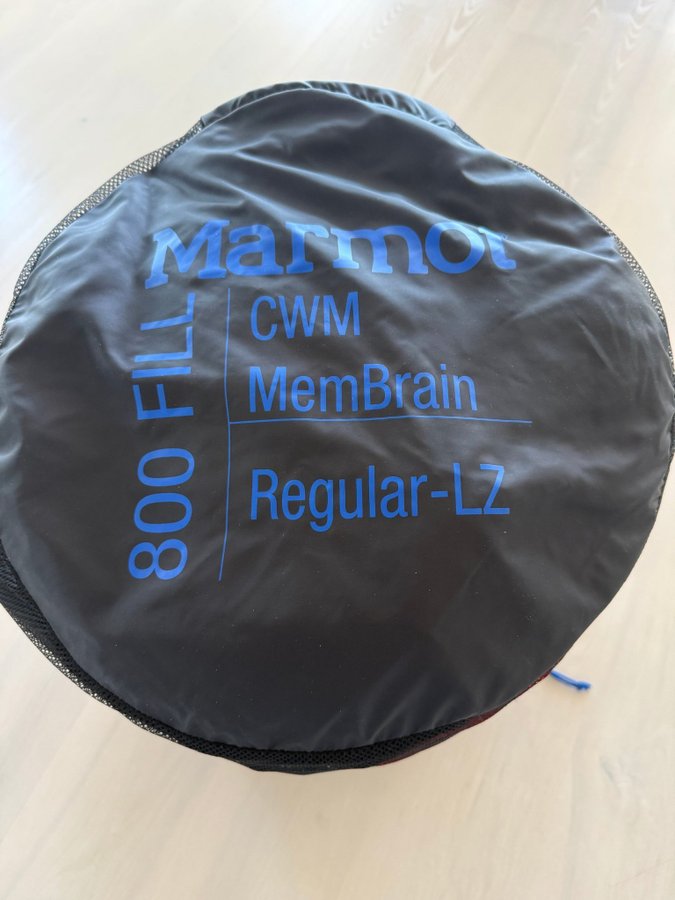 Marmot
800 FILL
CWM
MemBrain
Regular-LZ